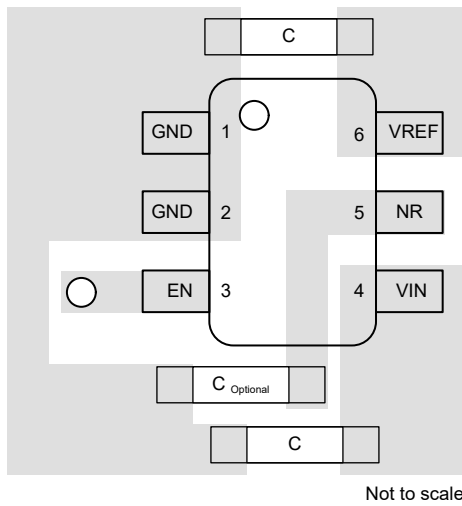 C
GND 1 6 VREF
GND 2 5 NR
EN 3 4 VIN
C Optional
C
Not to scale